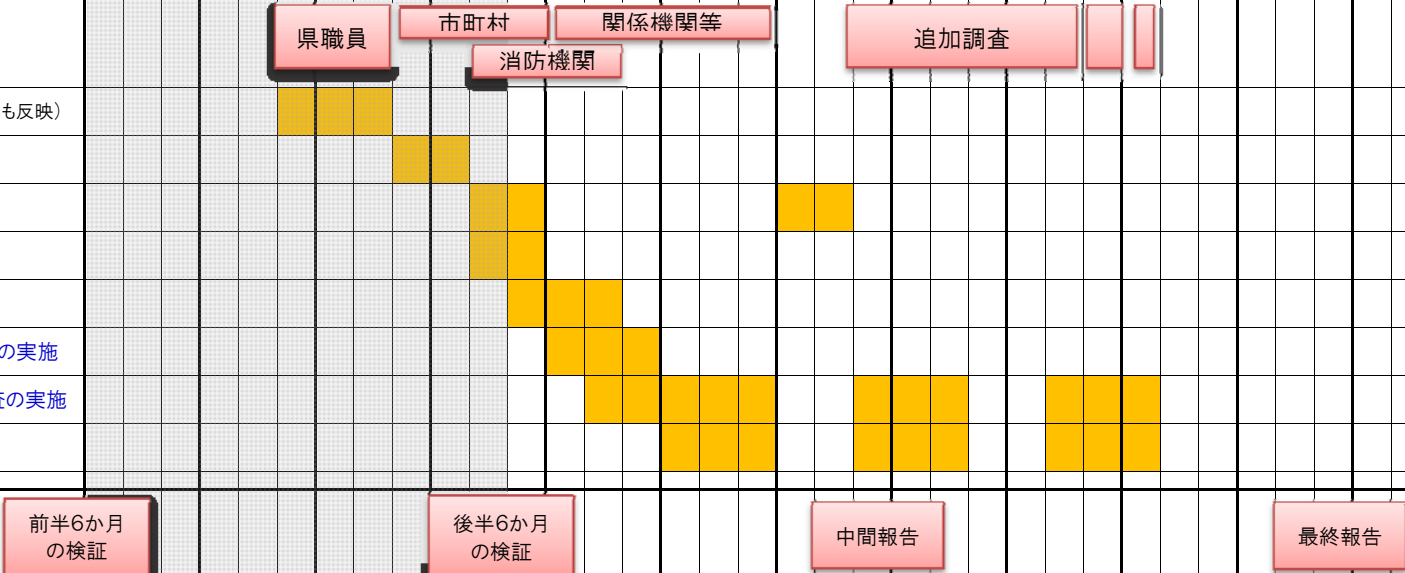 県職員
市町村
関係機関等
消防機関
追加調査
も反映）
の実施
査の実施
前半6か月
の検証
後半6か月
の検証
中間報告
最終報告